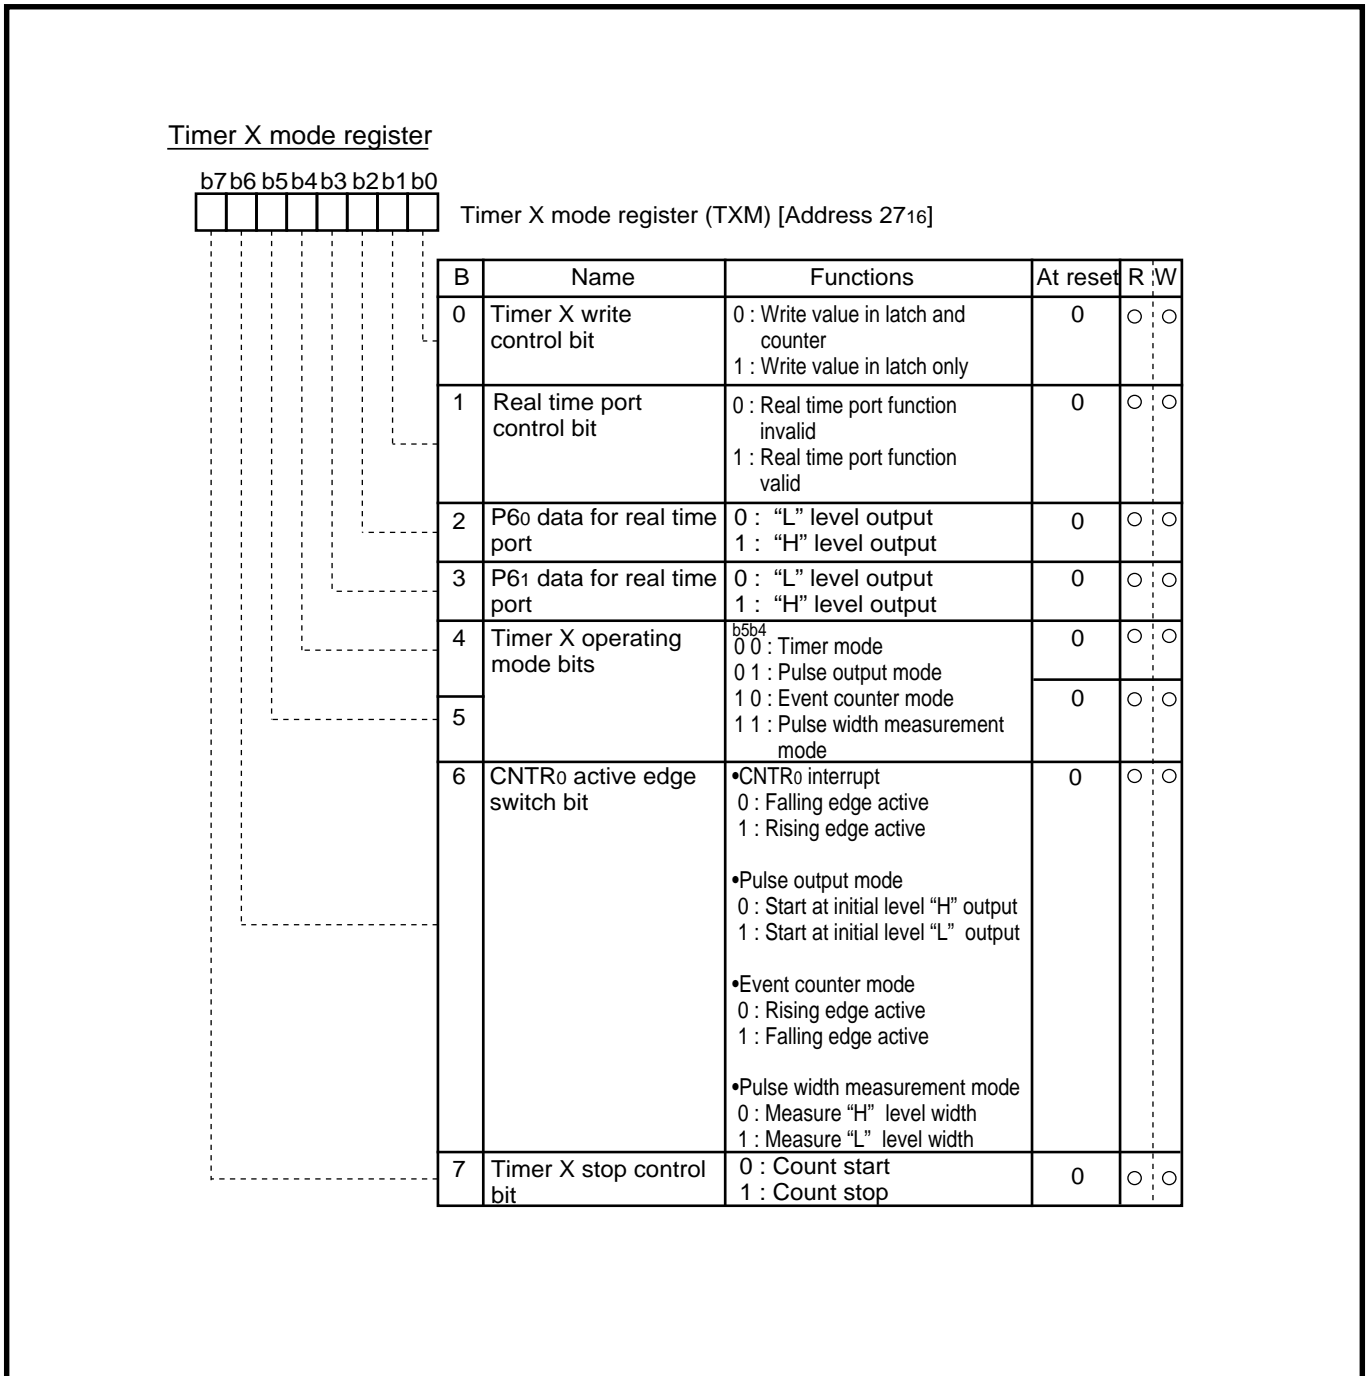 Timer X mode register
b7 b6 b5 b4 b3 b2 b1 b0
Timer X mode register (TXM) [Address 2716]
B Name Functions At reset R W
0 Timer X write control bit
0 : Write value in latch and counter
1 : Write value in latch only
0 ○ ○
1 Real time port control bit
0 : Real time port function invalid
1 : Real time port function valid
0 ○ ○
2 P60 data for real time port
0 : “L” level output
1 : “H” level output
0 ○ ○
3 P61 data for real time port
0 : “L” level output
1 : “H” level output
0 ○ ○
4 Timer X operating mode bits
b5b4
0 0 : Timer mode
0 1 : Pulse output mode
1 0 : Event counter mode
1 1 : Pulse width measurement mode
0 ○ ○
5
0 ○ ○
6 CNTR0 active edge switch bit
•CNTR0 interrupt
0 : Falling edge active
1 : Rising edge active
•Pulse output mode
0 : Start at initial level “H” output
1 : Start at initial level “L” output
•Event counter mode
0 : Rising edge active
1 : Falling edge active
•Pulse width measurement mode
0 : Measure “H” level width
1 : Measure “L” level width
0 ○ ○
7 Timer X stop control bit
0 : Count start
1 : Count stop
0 ○ ○